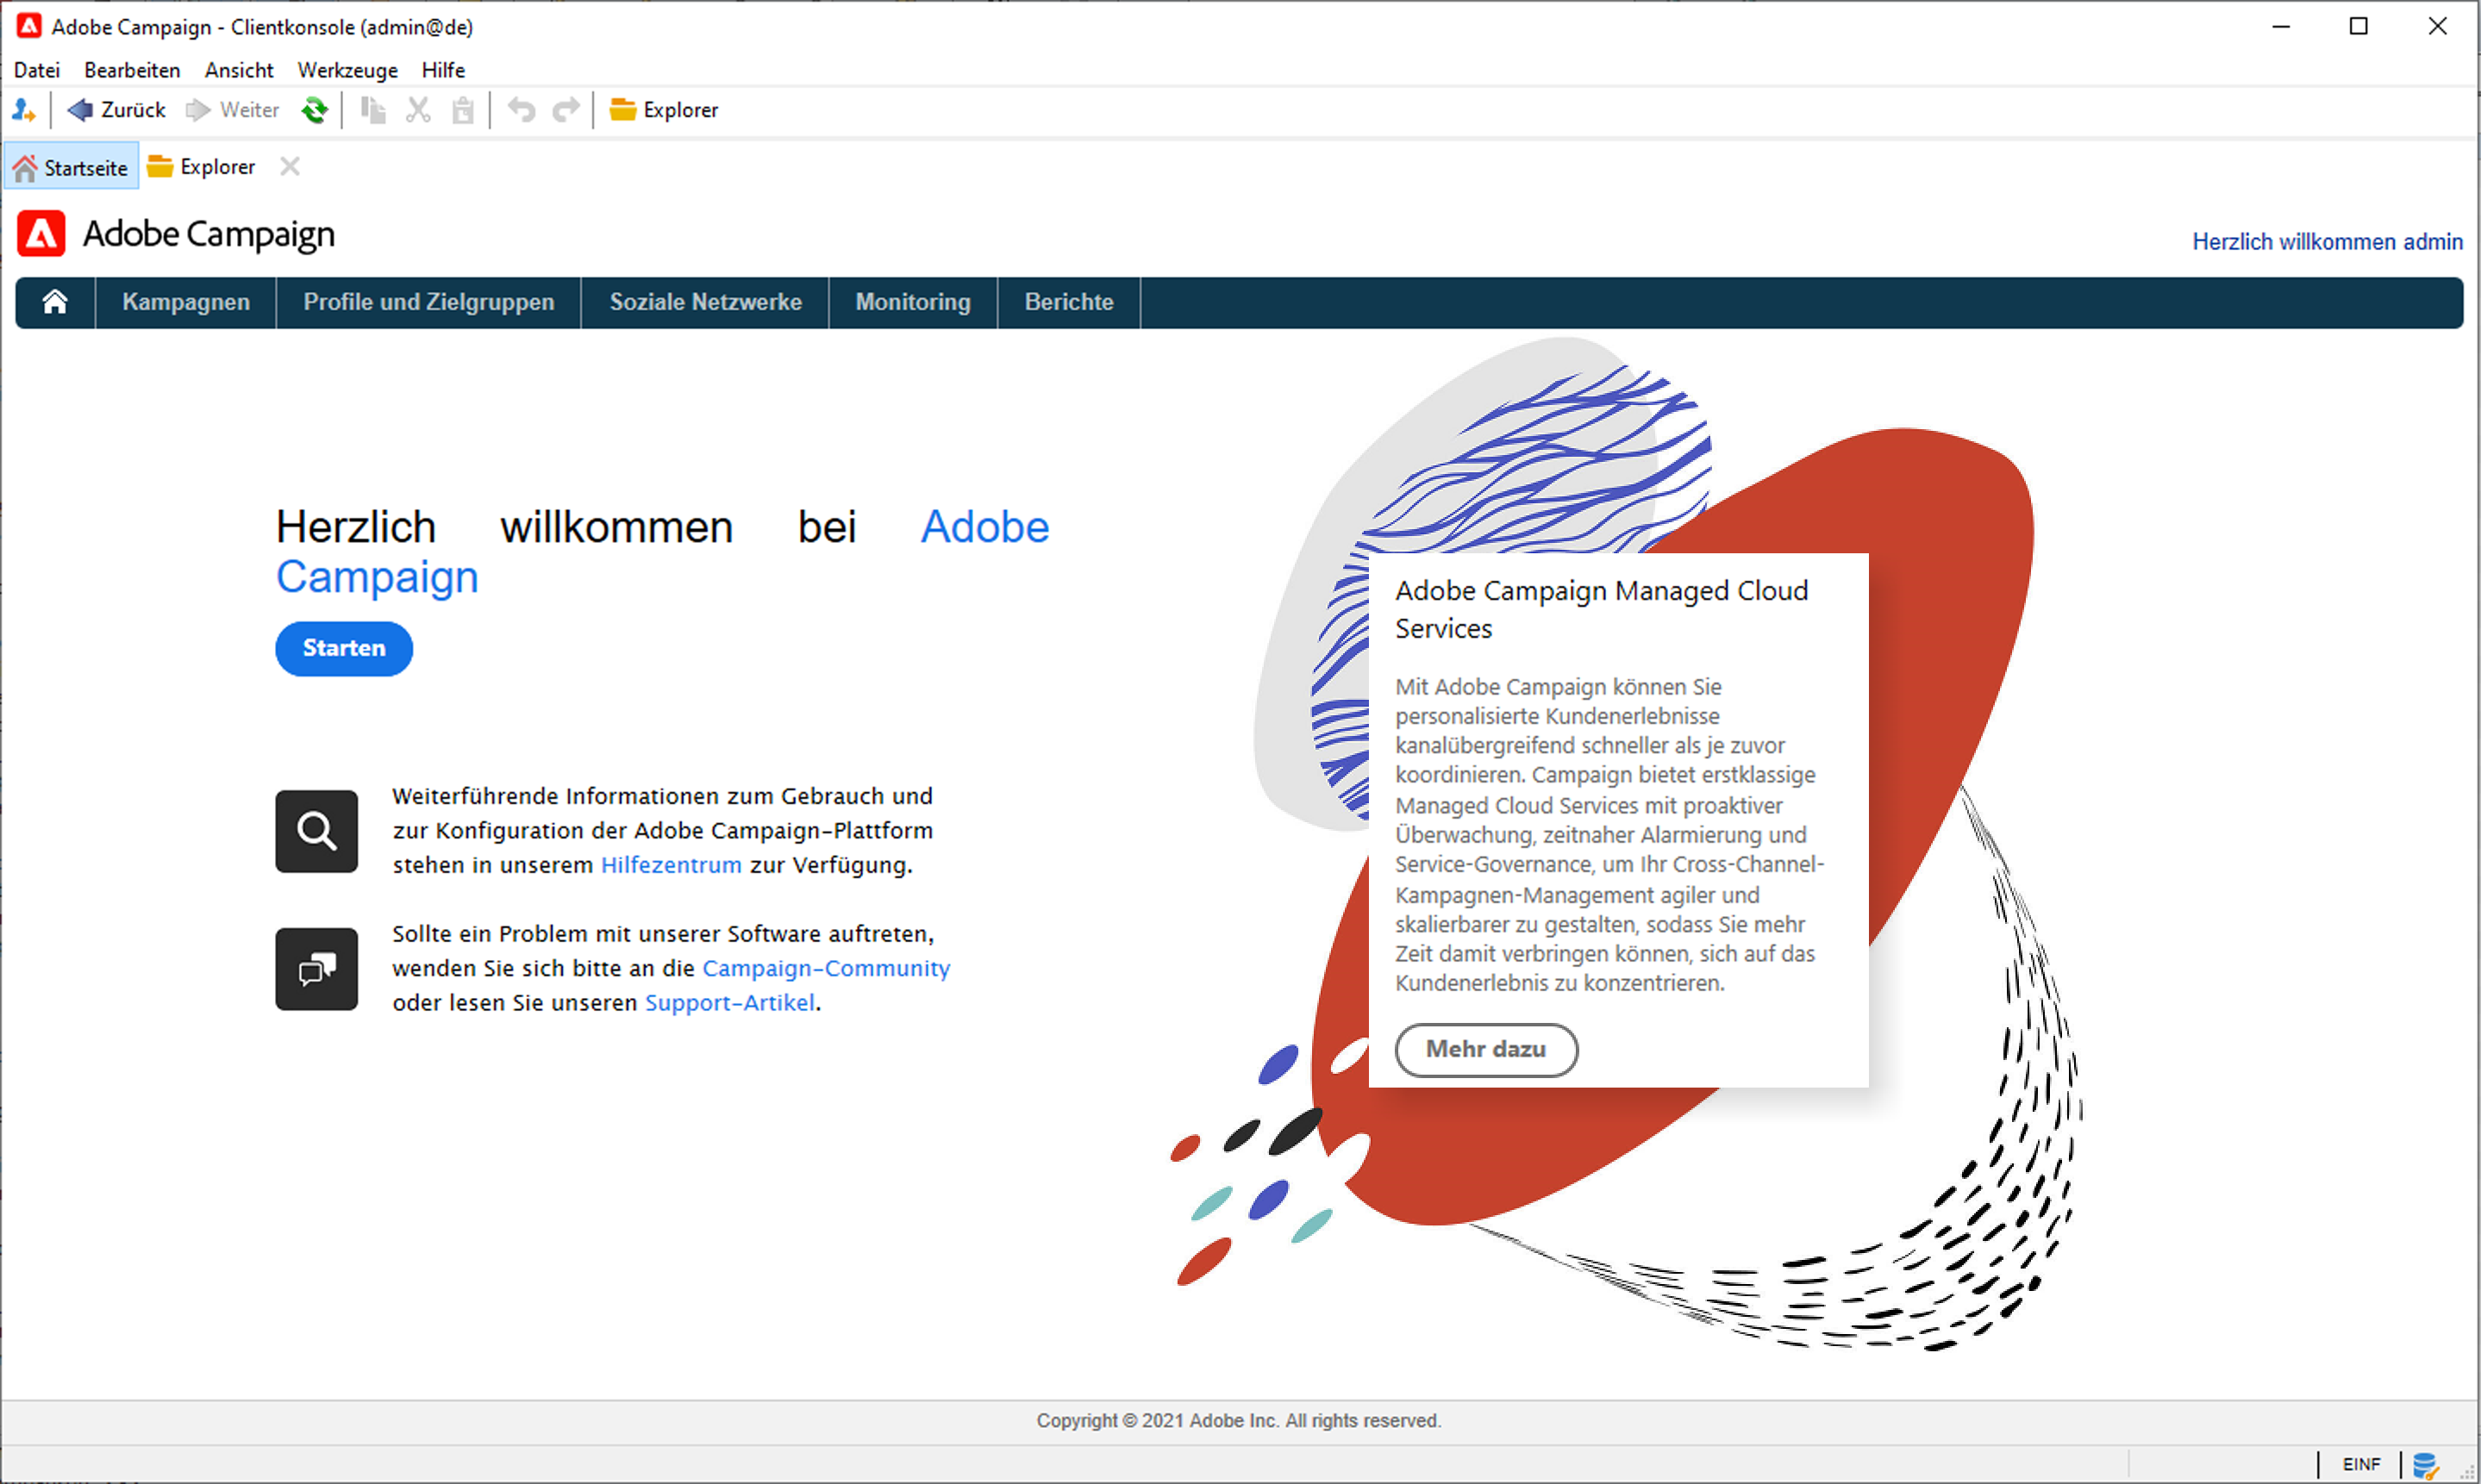 Adobe Campaign - Clientkonsole (admin@de)
Datei Bearbeiten Ansicht Werkzeuge Hilfe
Zurück Weiter Explorer
Startseite Explorer
Adobe Campaign
Herzlich willkommen admin
Kampagnen Profile und Zielgruppen Soziale Netzwerke Monitoring Berichte
Herzlich willkommen bei Adobe
Campaign
Starten
Weiterführende Informationen zum Gebrauch und
zur Konfiguration der Adobe Campaign-Plattform
stehen in unserem Hilfezentrum zur Verfügung.
Sollte ein Problem mit unserer Software auftreten,
wenden Sie sich bitte an die Campaign-Community
oder lesen Sie unseren Support-Artikel.
Adobe Campaign Managed Cloud
Services
Mit Adobe Campaign können Sie
personalisierte Kundenerlebnisse
kanalübergreifend schneller als je zuvor
koordinieren. Campaign bietet erstklassige
Managed Cloud Services mit proaktiver
Überwachung, zeitnaher Alarmierung und
Service-Governance, um Ihr Cross-Channel-
Kampagnen-Management agiler und
skalierbarer zu gestalten, sodass Sie mehr
Zeit damit verbringen können, sich auf das
Kundenerlebnis zu konzentrieren.
Mehr dazu
Copyright © 2021 Adobe Inc. All rights reserved.
EINF